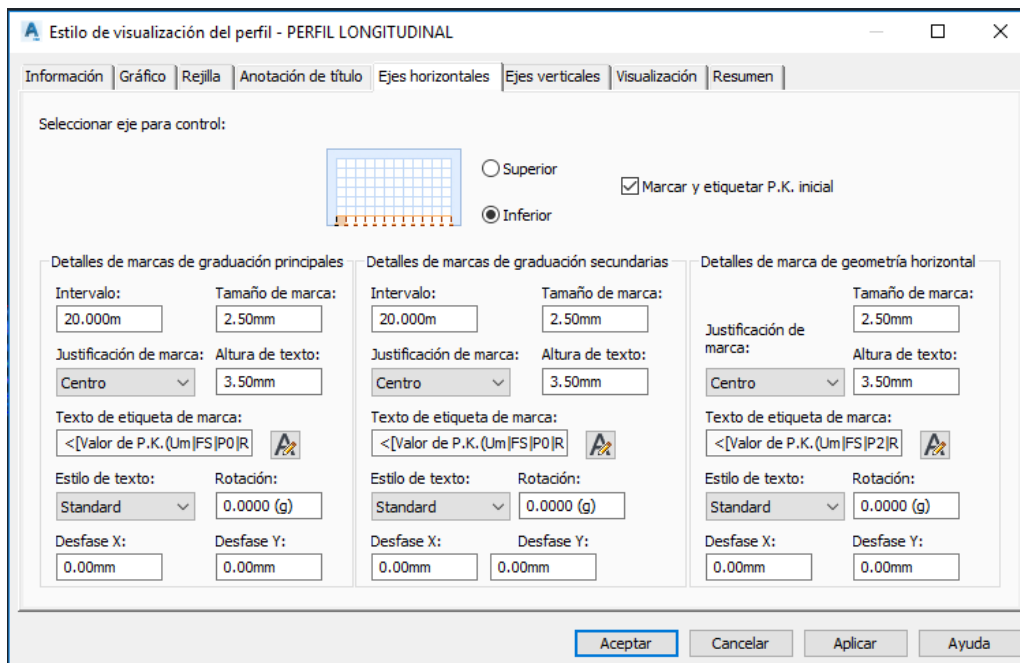 Estilo de visualización del perfil - PERFIL LONGITUDINAL
Información Gráfico Rejilla Anotación de título Ejes horizontales Ejes verticales Visualización Resumen
Seleccionar eje para control:
Superior
Marcar y etiquetar P.K. inicial
Inferior
Detalles de marcas de graduación principales
Intervalo: Tamaño de marca:
20.000m 2.50mm
Justificación de marca: Altura de texto:
Centro 3.50mm
Texto de etiqueta de marca:
<[Valor de P.K.(Um|FS|P0|R
Estilo de texto: Rotación:
Standard 0.0000 (g)
Desfase X: Desfase Y:
0.00mm 0.00mm
Detalles de marcas de graduación secundarias
Intervalo: Tamaño de marca:
20.000m 2.50mm
Justificación de marca: Altura de texto:
Centro 3.50mm
Texto de etiqueta de marca:
<[Valor de P.K.(Um|FS|P0|R
Estilo de texto: Rotación:
Standard 0.0000 (g)
Desfase X: Desfase Y:
0.00mm 0.00mm
Detalles de marca de geometría horizontal
Tamaño de marca:
2.50mm
Justificación de
marca:
Altura de texto:
Centro 3.50mm
Texto de etiqueta de marca:
<[Valor de P.K.(Um|FS|P2|R
Estilo de texto: Rotación:
Standard 0.0000 (g)
Desfase X: Desfase Y:
0.00mm 0.00mm
Aceptar Cancelar Aplicar Ayuda